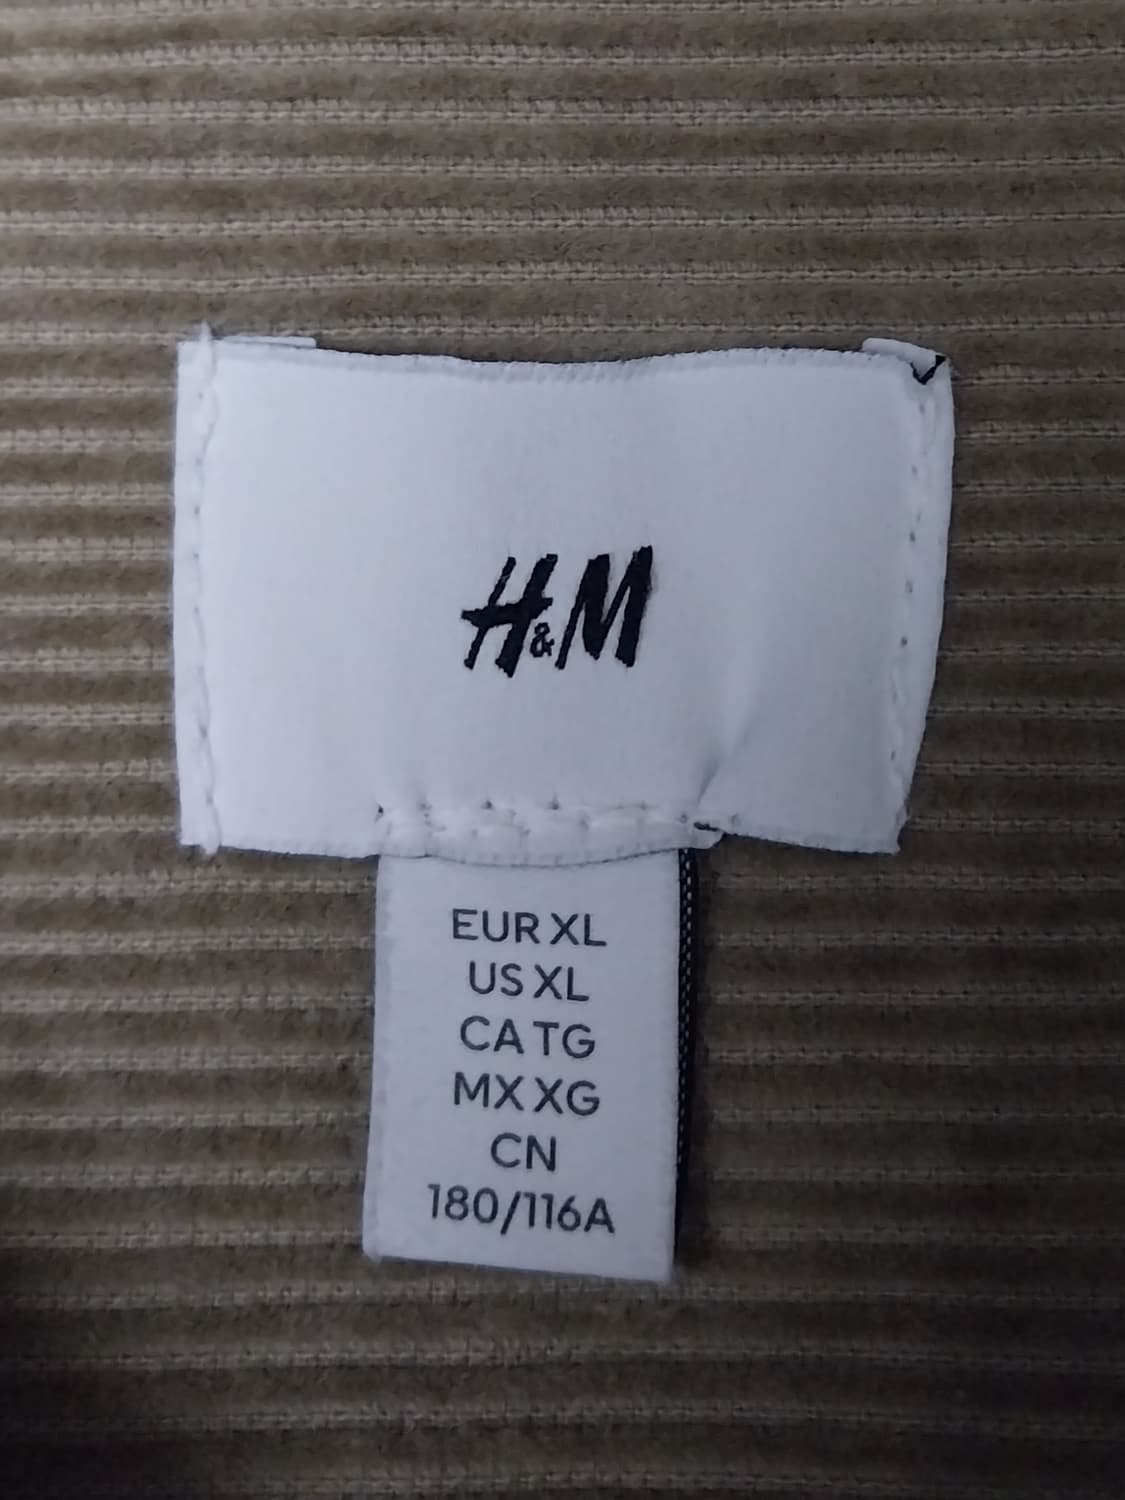 H&M
EUR XL
US XL
CA TG
MX XG
CN
180/116A